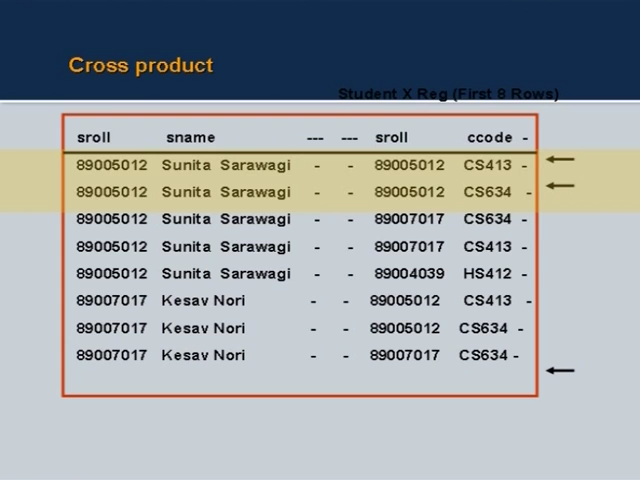 Cross product
Student X Reg (First 8 Rows)
sroll sname --- --- sroll ccode -
89005012 Sunita Sarawagi - - 89005012 CS413 -
89005012 Sunita Sarawagi - - 89005012 CS634 -
89005012 Sunita Sarawagi - - 89007017 CS634 -
89005012 Sunita Sarawagi - - 89007017 CS413 -
89005012 Sunita Sarawagi - - 89004039 HS412 -
89007017 Kesav Nori - - 89005012 CS413 -
89007017 Kesav Nori - - 89005012 CS634 -
89007017 Kesav Nori - - 89007017 CS634 -